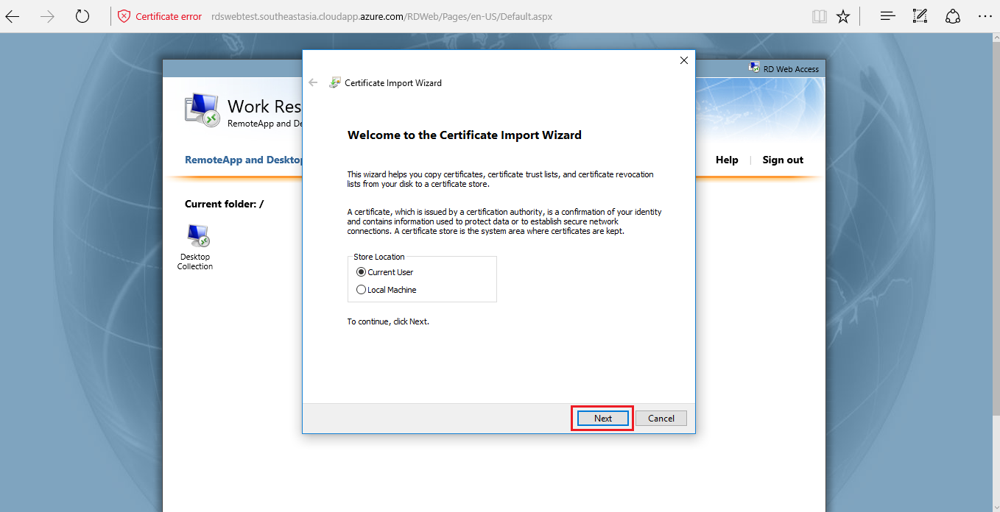 Certificate error
rdswebtest.southeastasia.cloudapp.azure.com/RDWeb/Pages/en-US/Default.aspx
RD Web Access
Work Res
RemoteApp and De
RemoteApp and Desktop
Help
Sign out
Current folder: /
Desktop
Collection
Certificate Import Wizard
Welcome to the Certificate Import Wizard
This wizard helps you copy certificates, certificate trust lists, and certificate revocation
lists from your disk to a certificate store.
A certificate, which is issued by a certification authority, is a confirmation of your identity
and contains information used to protect data or to establish secure network
connections. A certificate store is the system area where certificates are kept.
Store Location
Current User
Local Machine
To continue, click Next.
Next
Cancel